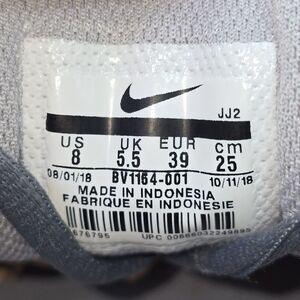 JJ2
US UK EUR cm
8 5.5 39 25
08/01/18 BV1164-001 10/11/18
MADE IN INDONESIA
FABRIQUE EN INDONESIE
676795